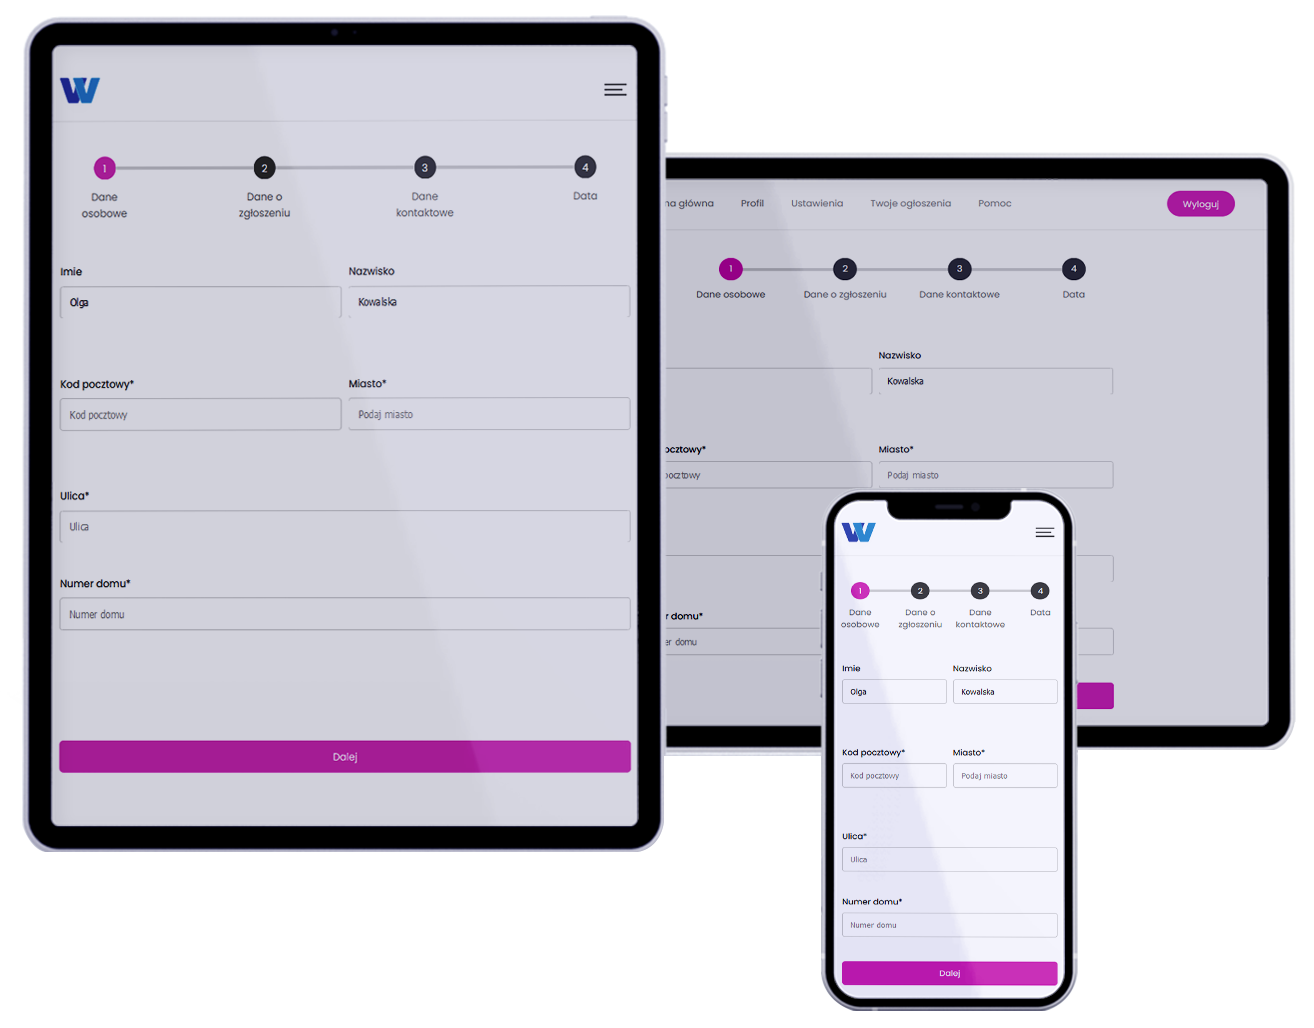 W
1 2 3 4
Dane osobowe
Dane o zgłoszeniu
Dane kontaktowe
Data
Imie Nazwisko
Olga Kowalska
Kod pocztowy* Miasto*
Kod pocztowy Podaj miasto
Ulica*
Ulica
Numer domu*
Numer domu
Dalej
główna Profil Ustawienia Twoje ogłoszenia Pomoc Wyloguj
1 2 3 4
Dane osobowe Dane o zgłoszeniu Dane kontaktowe Data
Nazwisko
Kowalska
Miasto*
Podaj miasto
domu*
domu
W
1 2 3 4
Dane osobowe
Dane o zgłoszeniu
Dane kontaktowe
Data
Imie Nazwisko
Olga Kowalska
Kod pocztowy* Miasto*
Kod pocztowy Podaj miasto
Ulica*
Ulica
Numer domu*
Numer domu
Dalej